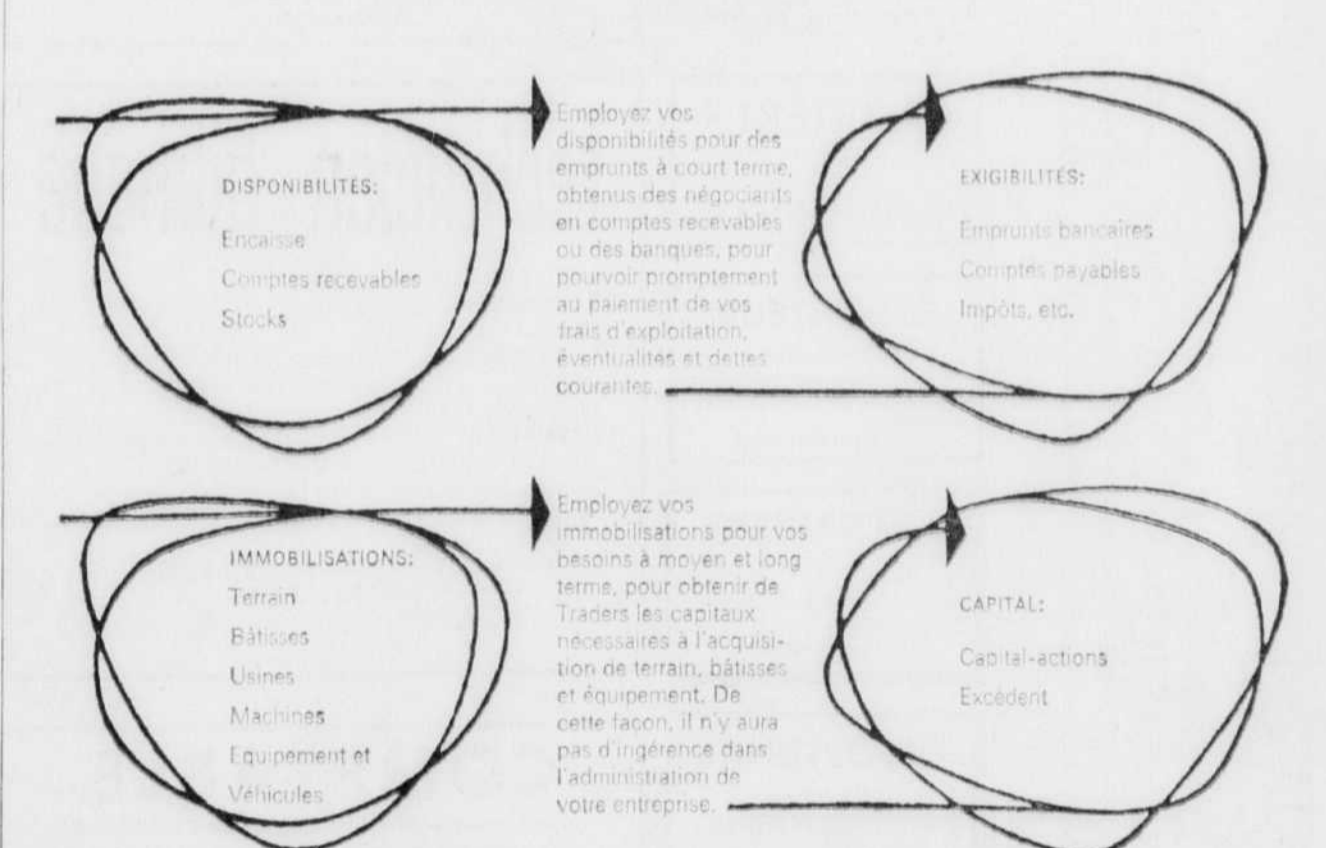 DISPONIBILITÉS:
Encaisse
Comptes recevables
Stocks
Employez vos
disponibilités pour des
emprunts à court terme,
obtenus des négociants
en comptes recevables
ou des banques, pour
pourvoir promptement
au paiement de vos
frais d'exploitation,
éventualités et dettes
courantes.
EXIGIBILITÉS:
Emprunts bancaires
Comptes payables
Impôts, etc.
IMMOBILISATIONS:
Terrain
Bâtisses
Usines
Machines
Equipement et
Véhicules
Employez vos
immobilisations pour vos
besoins à moyen et long
terme, pour obtenir de
Traders les capitaux
nécessaires à l'acquisi-
tion de terrain, bâtisses
et équipement. De
cette façon, il n'y aura
pas d'ingérence dans
l'administration de
votre entreprise.
CAPITAL:
Capital-actions
Excédent